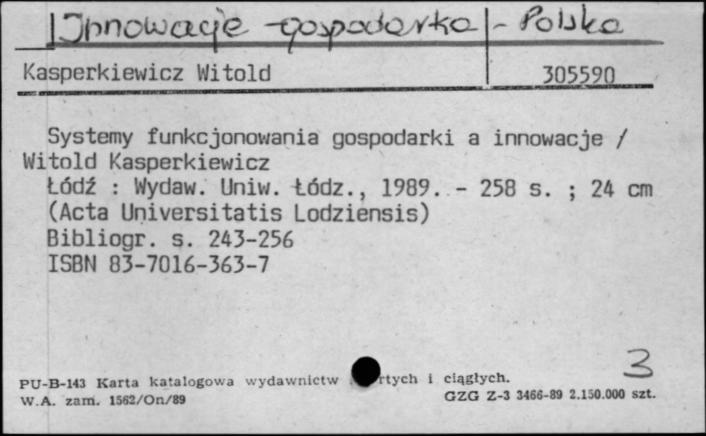 Innowacje - gospodarka - Polska
Kasperkiewicz Witold 305590
Systemy funkcjonowania gospodarki a innowacje /
Witold Kasperkiewicz
Łódź : Wydaw. Uniw. Łódz., 1989. - 258 s. ; 24 cm
(Acta Universitatis Lodziensis)
Bibliogr. s. 243-256
ISBN 83-7016-363-7
3
PU-B-143 Karta katalogowa wydawnictw rtych i ciągłych.
W.A. zam. 1562/On/89 GZG Z-3 3466-89 2.150.000 szt.